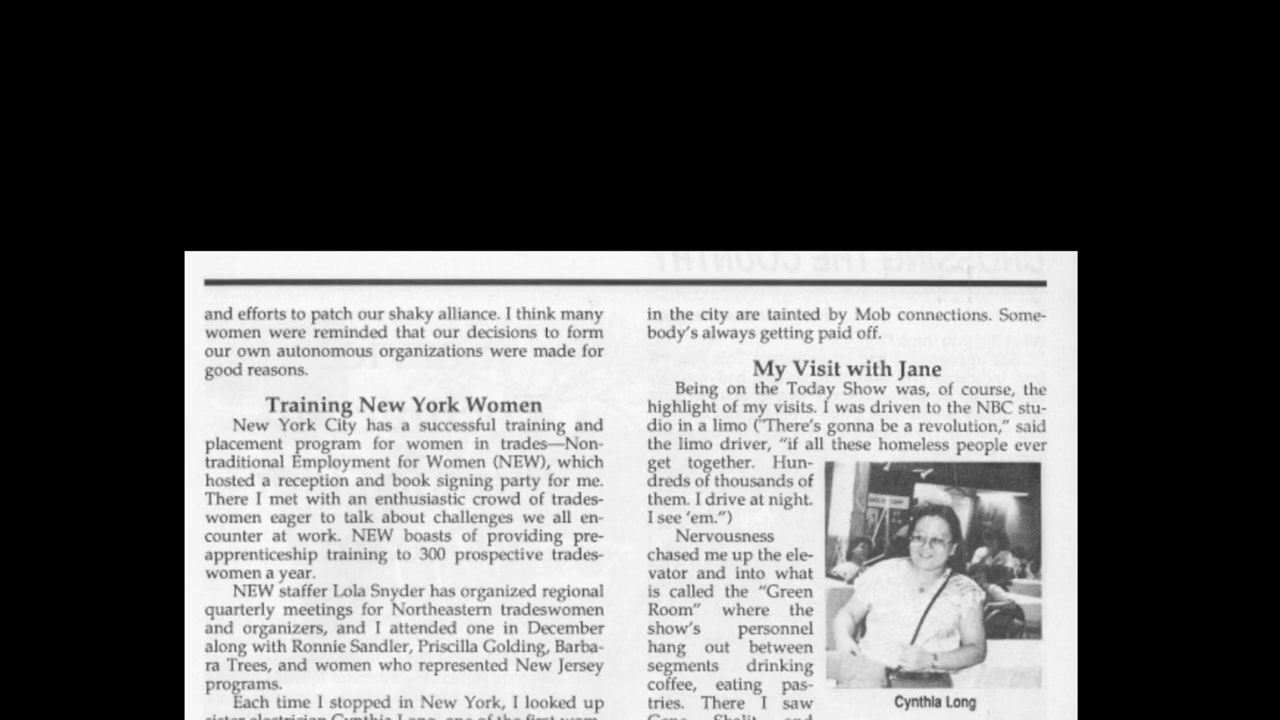 and efforts to patch our shaky alliance. I think many
women were reminded that our decisions to form
our own autonomous organizations were made for
good reasons.
Training New York Women
New York City has a successful training and
placement program for women in trades—Non-
traditional Employment for Women (NEW), which
hosted a reception and book signing party for me.
There I met with an enthusiastic crowd of trades-
women eager to talk about challenges we all en-
counter at work. NEW boasts of providing pre-
apprenticeship training to 300 prospective trades-
women a year.
NEW staffer Lola Snyder has organized regional
quarterly meetings for Northeastern tradeswomen
and organizers, and I attended one in December
along with Ronnie Sandler, Priscilla Golding, Barba-
ra Trees, and women who represented New Jersey
programs.
Each time I stopped in New York, I looked up
sister electrician Cynthia Long, one of the first wom-
in the city are tainted by Mob connections. Some-
body's always getting paid off.
My Visit with Jane
Being on the Today Show was, of course, the
highlight of my visits. I was driven to the NBC stu-
dio in a limo ("There's gonna be a revolution," said
the limo driver, "if all these homeless people ever
get together. Hun-
dreds of thousands of
them. I drive at night.
I see 'em.")
Nervousness
chased me up the ele-
vator and into what
is called the "Green
Room" where the
show's personnel
hang out between
segments drinking
coffee, eating pas-
tries. There I saw
Gene Shalit and
Cynthia Long